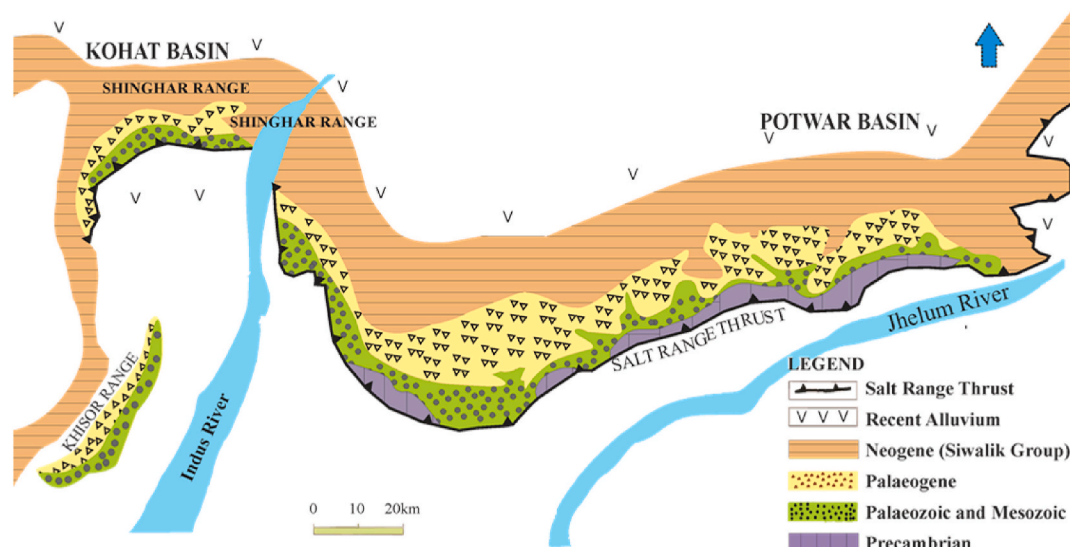 KOHAT BASIN
SHINGHAR RANGE
SHINGHAR RANGE
POTWAR BASIN
KHISOR RANGE
Indus River
SALT RANGE THRUST
Jhelum River
0 10 20km
LEGEND
Salt Range Thrust
Recent Alluvium
Neogene (Siwalik Group)
Palaeogene
Palaeozoic and Mesozoic
Precambrian